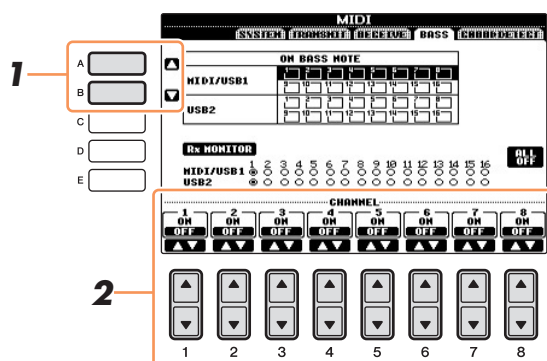 MIDI
SYSTEM TRANSMIT RECEIVE BASS CHORD DETECT
1
A
B
C
D
E
ON BASS NOTE
MIDI/USB1
1 2 3 4 5 6 7 8
9 10 11 12 13 14 15 16
USB2
1 2 3 4 5 6 7 8
9 10 11 12 13 14 15 16
Rx MONITOR
1 2 3 4 5 6 7 8 9 10 11 12 13 14 15 16
MIDI/USB1
USB2
ALL OFF
2
CHANNEL
1 2 3 4 5 6 7 8
ON ON ON ON ON ON ON ON
OFF OFF OFF OFF OFF OFF OFF OFF
1 2 3 4 5 6 7 8